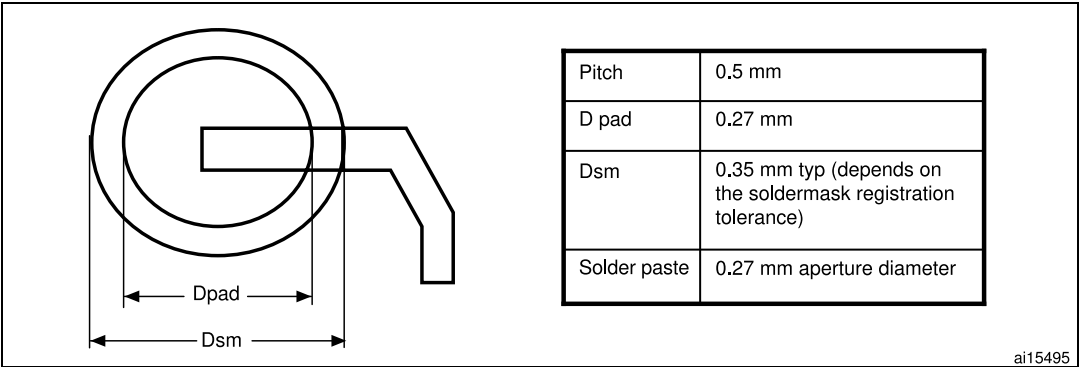 Dpad
Dsm
Pitch 0.5 mm
D pad 0.27 mm
Dsm 0.35 mm typ (depends on
the soldermask registration
tolerance)
Solder paste 0.27 mm aperture diameter
ai15495